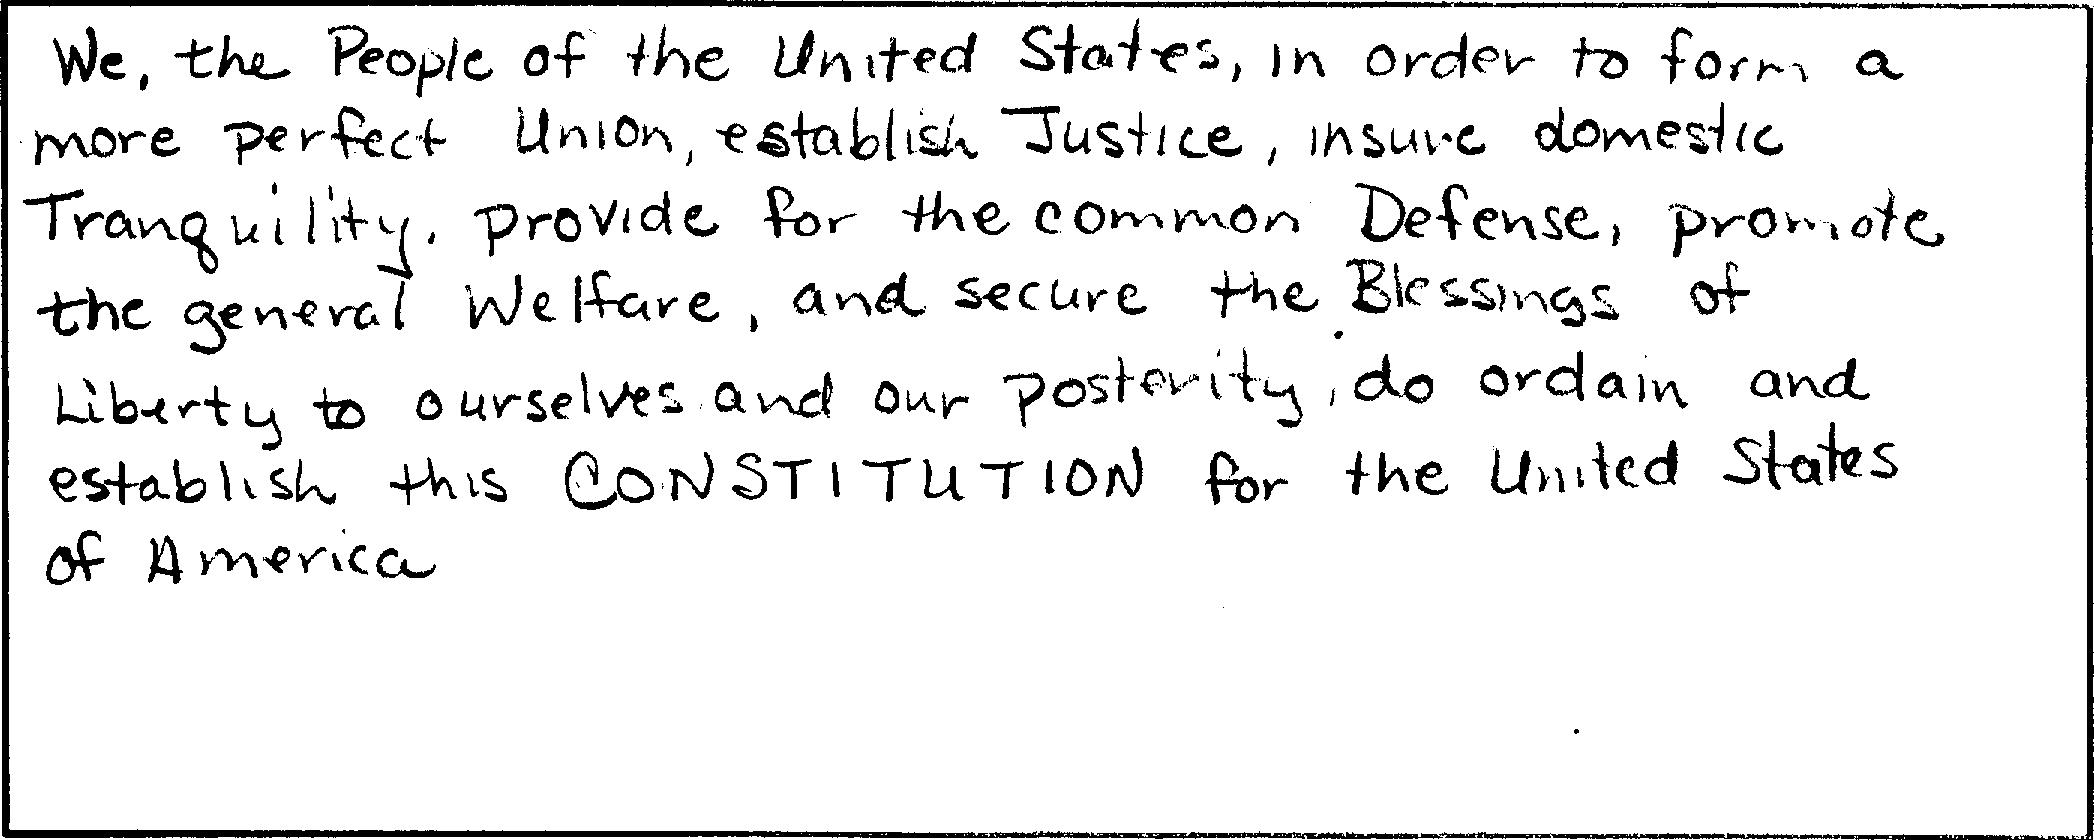 We, the People of the United States, in order to form a
more perfect Union, establish Justice, insure domestic
Tranquility, provide for the common Defense, promote
the general Welfare, and secure the Blessings of
Liberty to ourselves and our posterity, do ordain and
establish this CONSTITUTION for the United States
of America